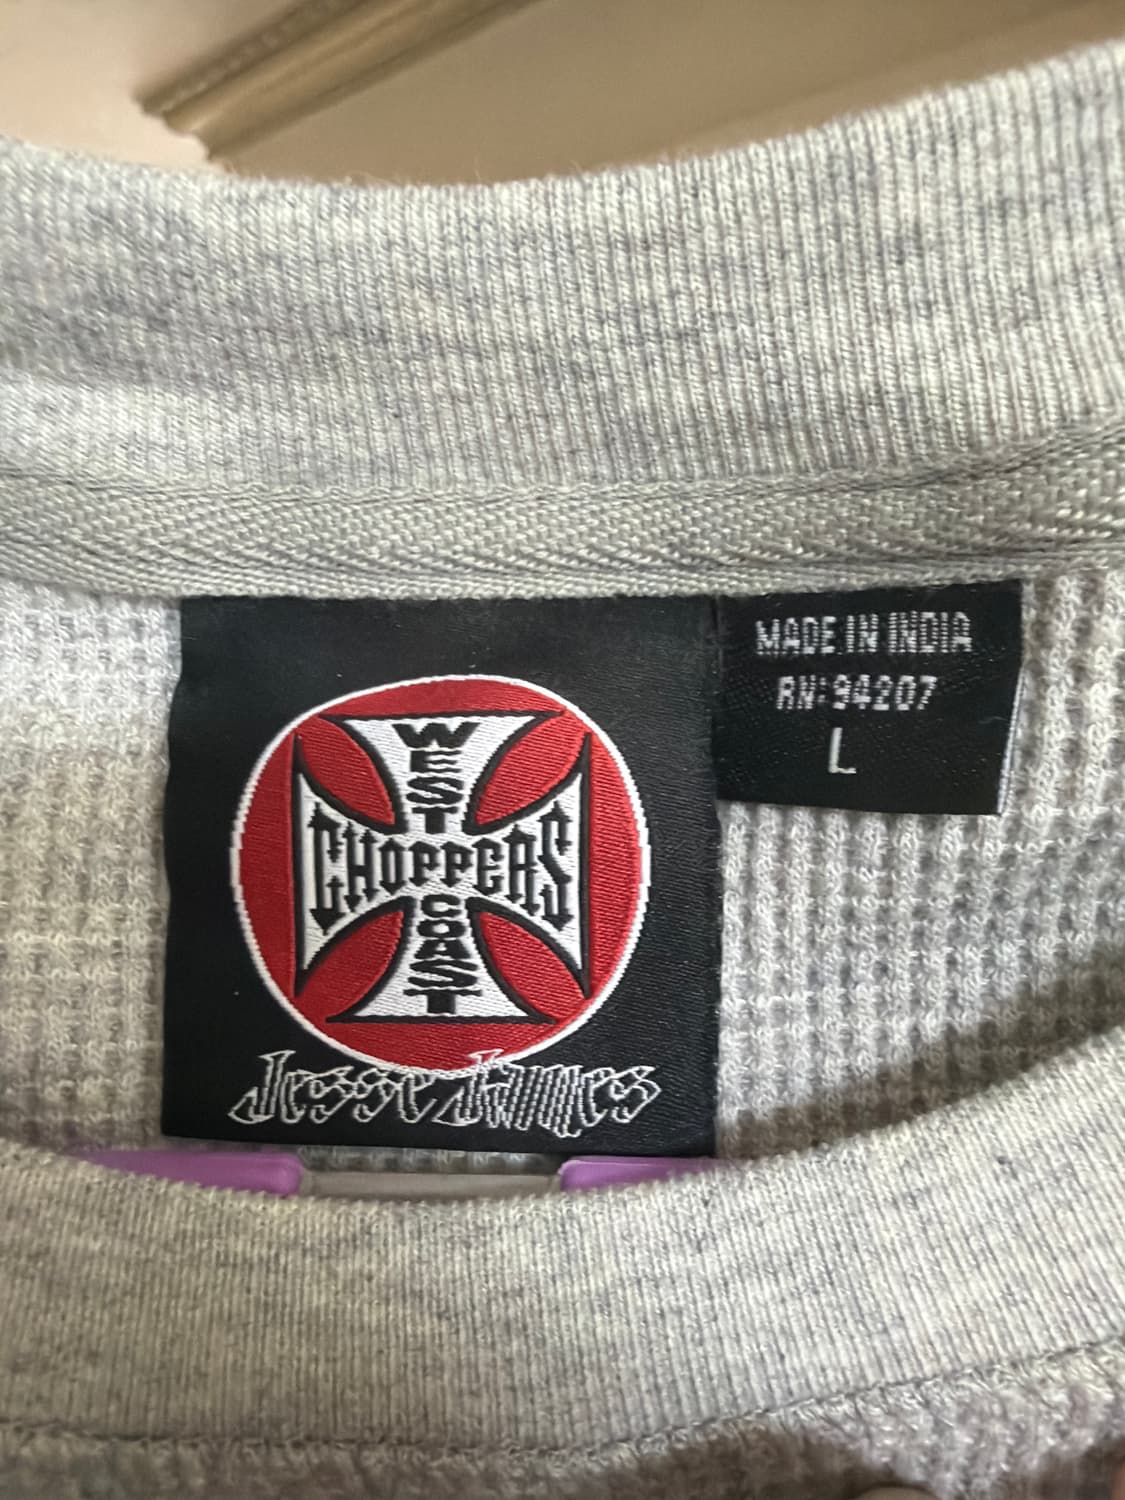 WEST
CHOPPERS
COAST
Jesse James
MADE IN INDIA
RN: 94207
L